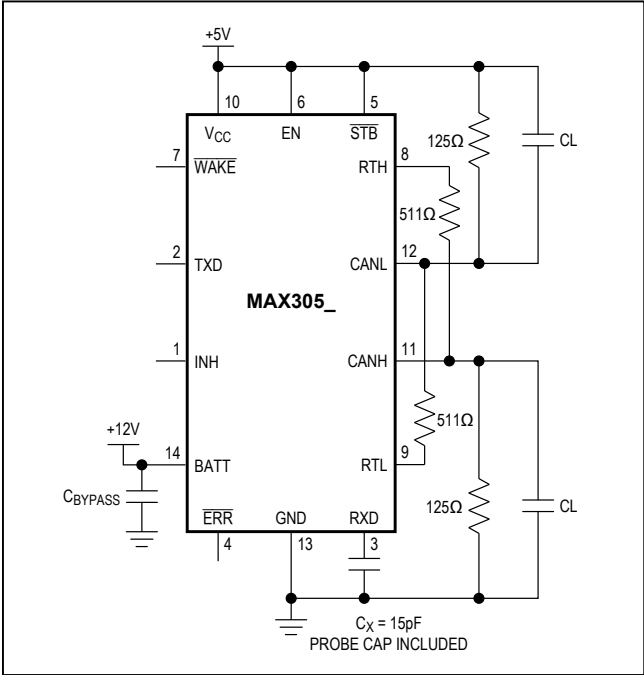 +5V
10 6 5
VCC EN STB
125Ω CL
7 WAKE RTH 8
511Ω
2 TXD CANL 12
MAX305_
1 INH CANH 11
+12V
511Ω
14 BATT RTL 9
CBYPASS
125Ω CL
ERR GND RXD
4 13 3
CX = 15pF
PROBE CAP INCLUDED